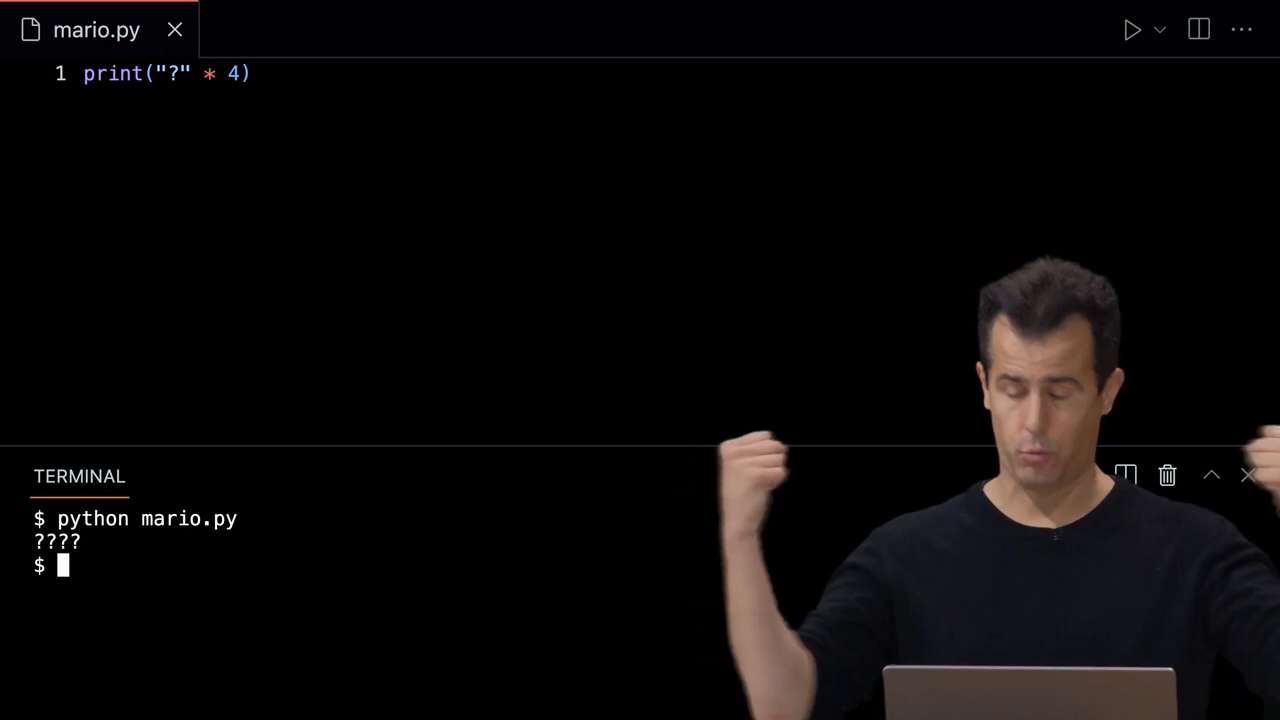 mario.py
1 print("?" * 4)
TERMINAL
$ python mario.py
????
$